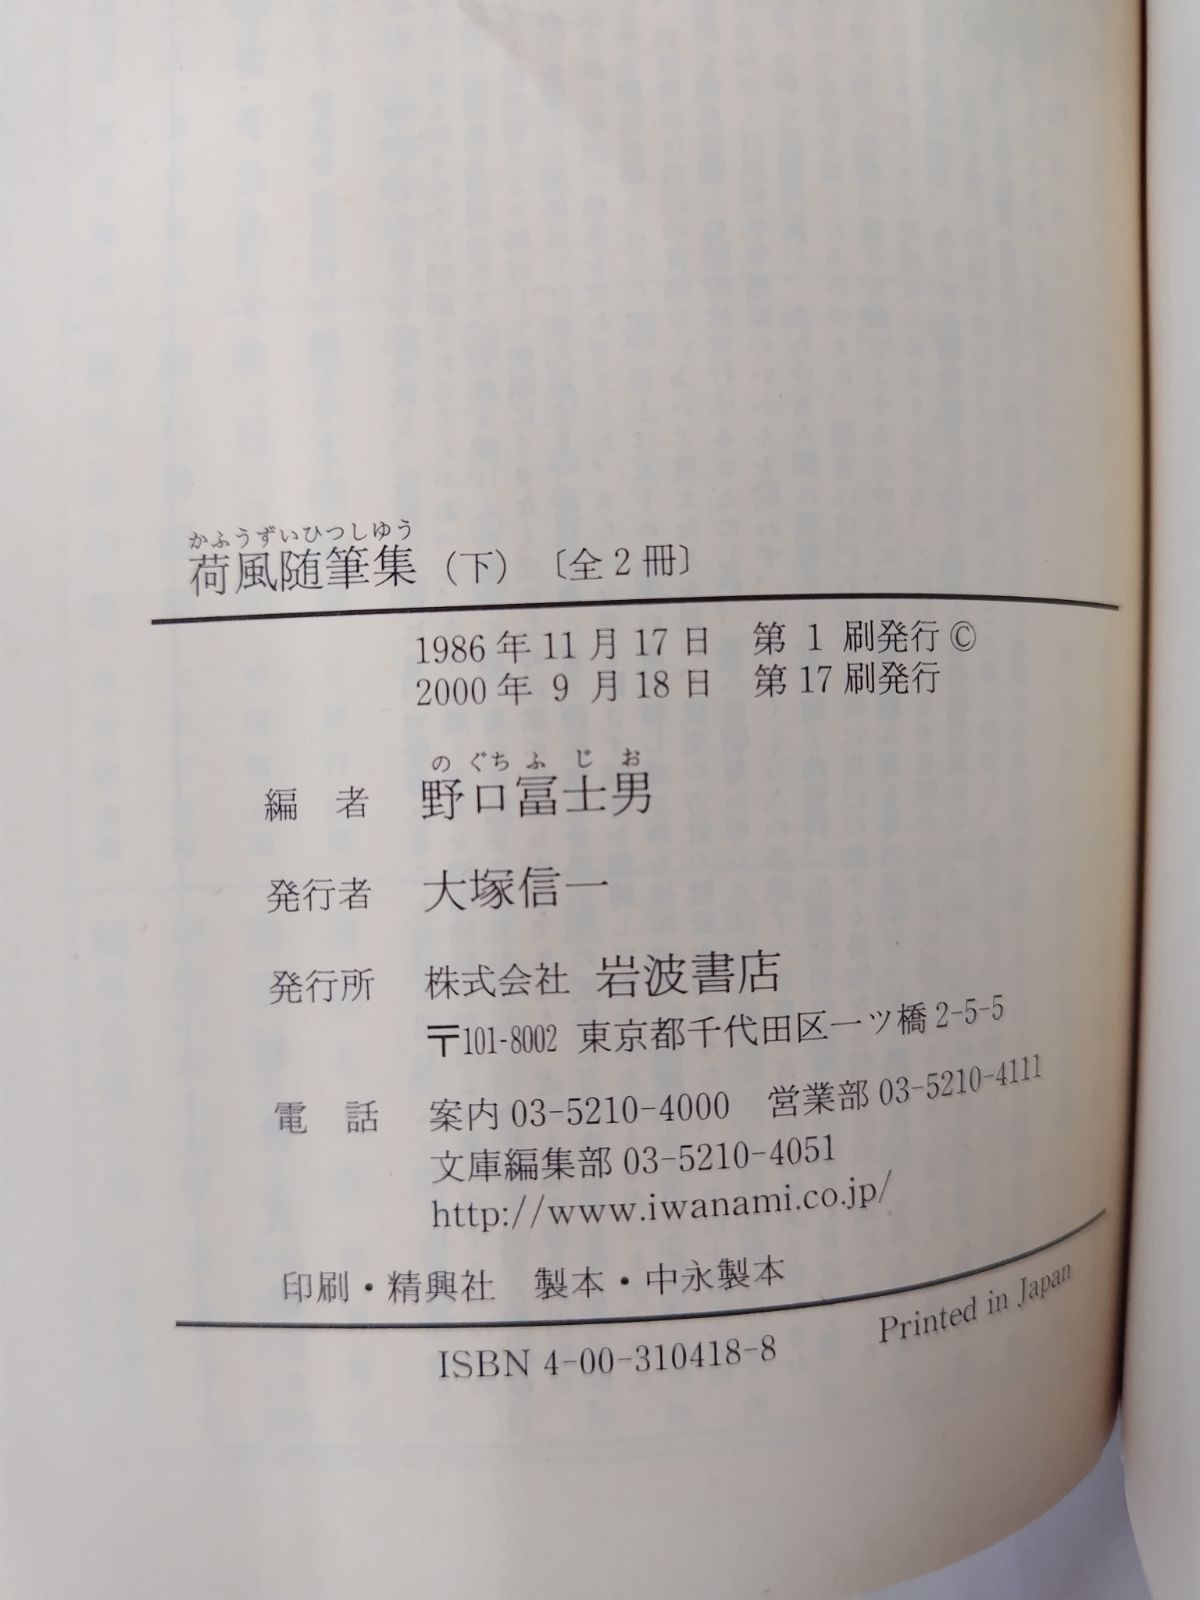 かふうずいひつしゆう
荷風随筆集（下）〔全2冊〕
1986年11月17日 第1刷発行©
2000年9月18日 第17刷発行
のぐちふじお
編者 野口冨士男
発行者 大塚信一
発行所 株式会社 岩波書店
〒101-8002 東京都千代田区一ツ橋2-5-5
電話 案内03-5210-4000 営業部03-5210-4111
文庫編集部03-5210-4051
http://www.iwanami.co.jp/
印刷・精興社 製本・中永製本
ISBN4-00-310418-8 Printed in Japan